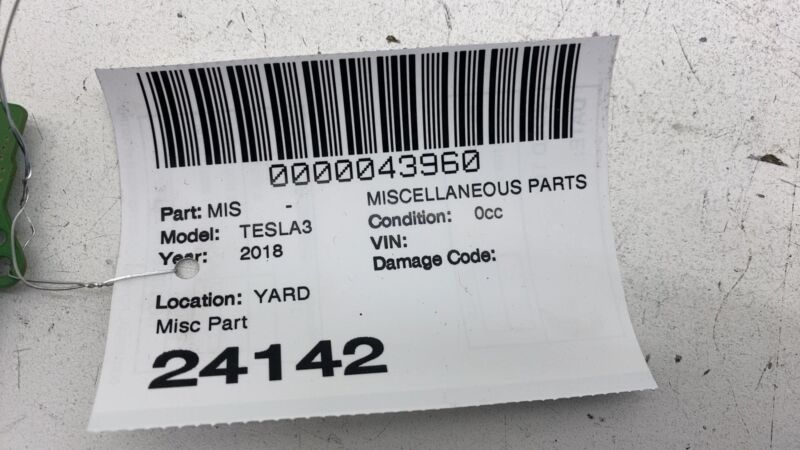 0000043960
Part: MIS - MISCELLANEOUS PARTS
Model: TESLA3 Condition: 0cc
Year: 2018 VIN:
Damage Code:
Location: YARD
Misc Part
24142